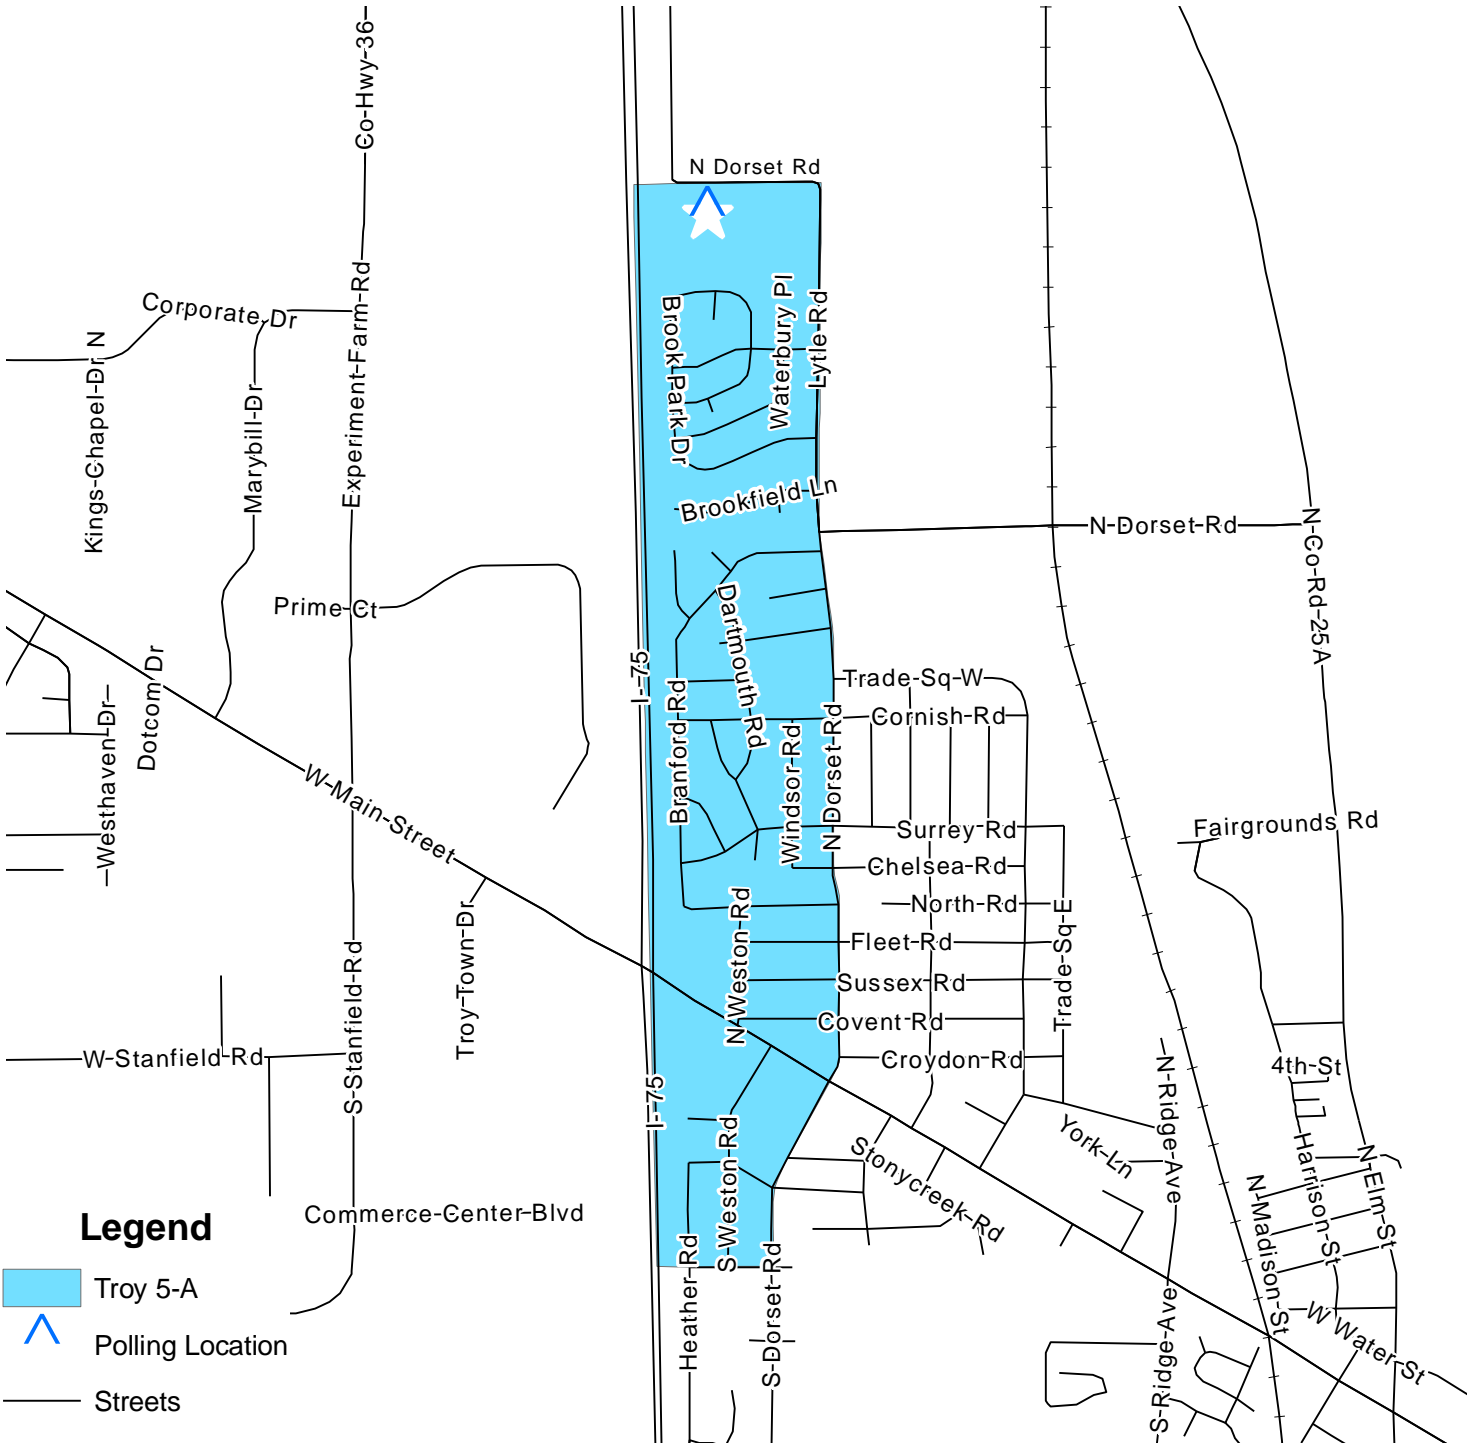 Co-Hwy-36
N Dorset Rd
Corporate-Dr
Kings-Chapel-Dr N
Marybill-Dr
Experiment-Farm-Rd
Brook-Park-Dr
Waterbury Pl
Lytle-Rd
Brookfield-Ln
N-Dorset-Rd
N-Co-Rd-25A
Prime-Ct
Dartmouth-Rd
I-75
Dotcom-Dr
Westhaven-Dr
Trade-Sq-W
Cornish-Rd
Branford-Rd
Windsor-Rd
N-Dorset-Rd
W-Main-Street
Surrey-Rd
Fairgrounds Rd
Chelsea-Rd
North-Rd
Trade-Sq-E
Troy-Town-Dr
N-Weston-Rd
Fleet-Rd
Sussex-Rd
Covent-Rd
Croydon-Rd
W-Stanfield-Rd
S-Stanfield-Rd
I-75
4th-St
N-Ridge-Ave
York-Ln
Stonycreek-Rd
S-Weston-Rd
Harrison-St
N-Elm-St
N-Madison-St
Commerce-Center-Blvd
Heather-Rd
S-Dorset-Rd
S-Ridge-Ave
W Water-St
Legend
Troy 5-A
Polling Location
Streets